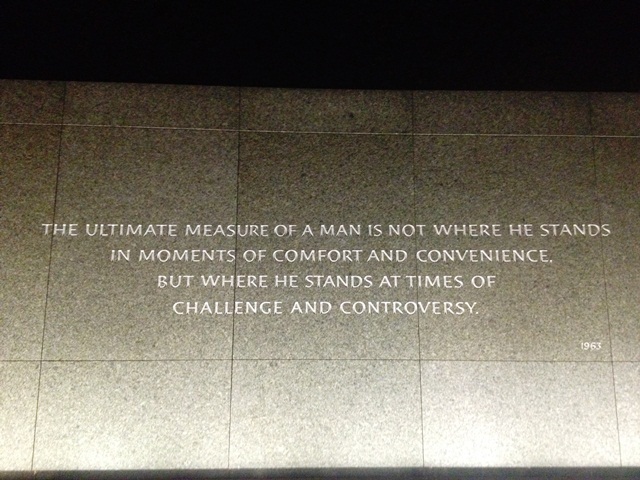 THE ULTIMATE MEASURE OF A MAN IS NOT WHERE HE STANDS
IN MOMENTS OF COMFORT AND CONVENIENCE,
BUT WHERE HE STANDS AT TIMES OF
CHALLENGE AND CONTROVERSY.
1963